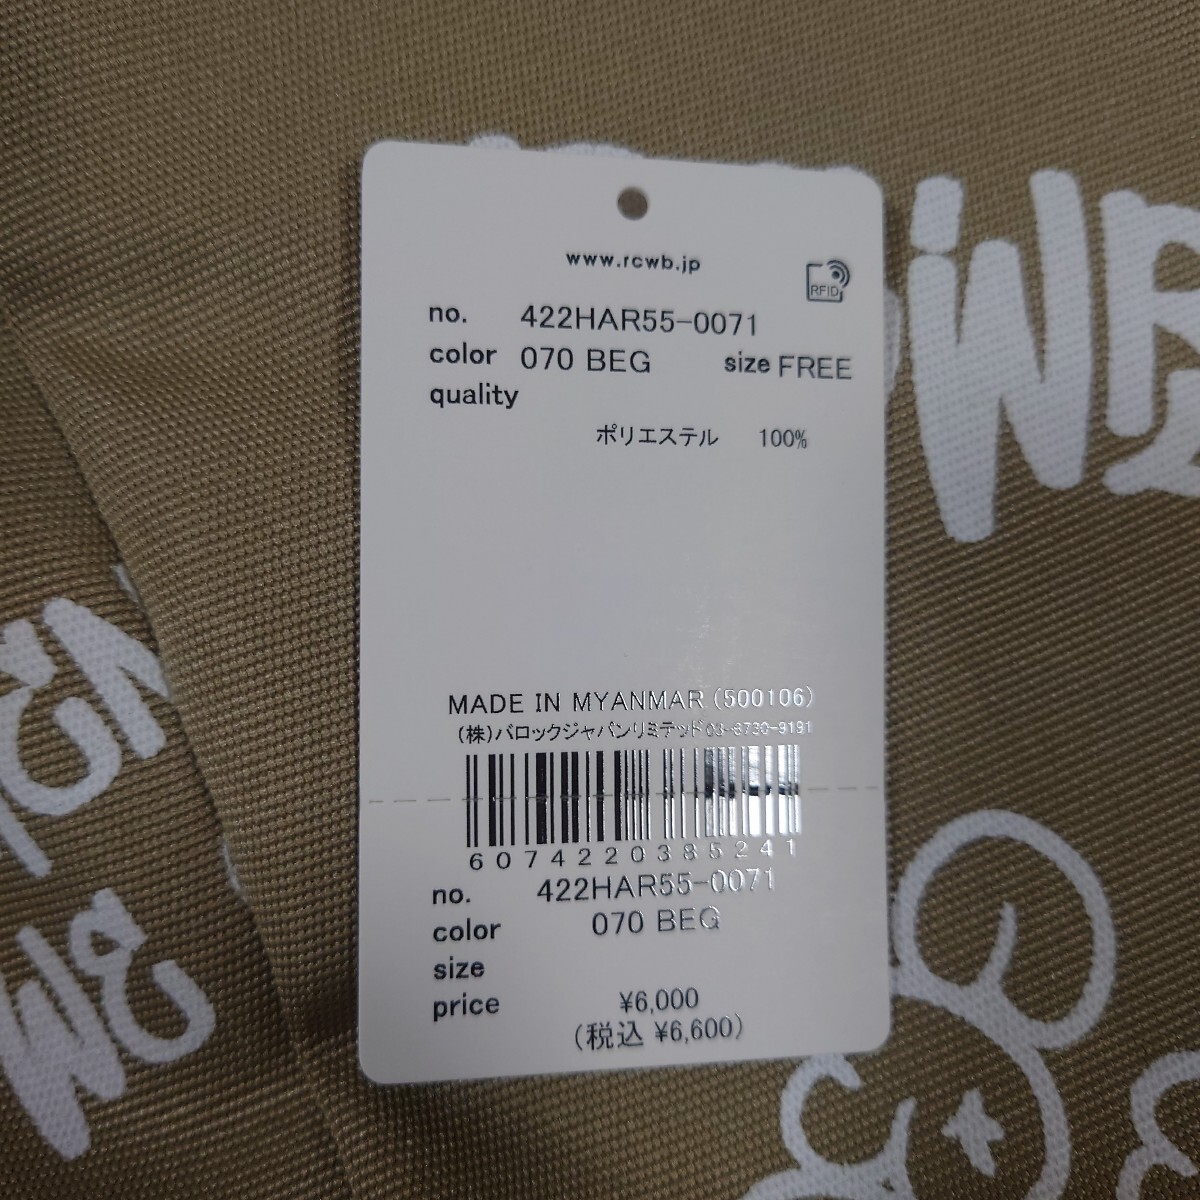 www.rcwb.jp
RFID
no. 422HAR55-0071
color 070 BEG size FREE
quality
ポリエステル 100%
MADE IN MYANMAR (500106)
(株)バロックジャパンリミテッド 03-6730-9191
6074220385241
no. 422HAR55-0071
color 070 BEG
size
price ¥6,000
(税込 ¥6,600)